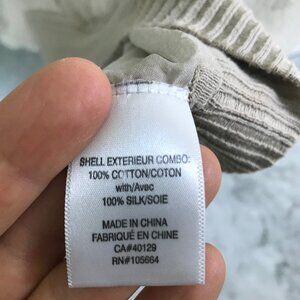 SHELL EXTERIEUR COMBO:
100% COTTON/COTON
with/Avec
100% SILK/SOIE
MADE IN CHINA
FABRIQUÉ EN CHINE
CA#40129
RN#105664